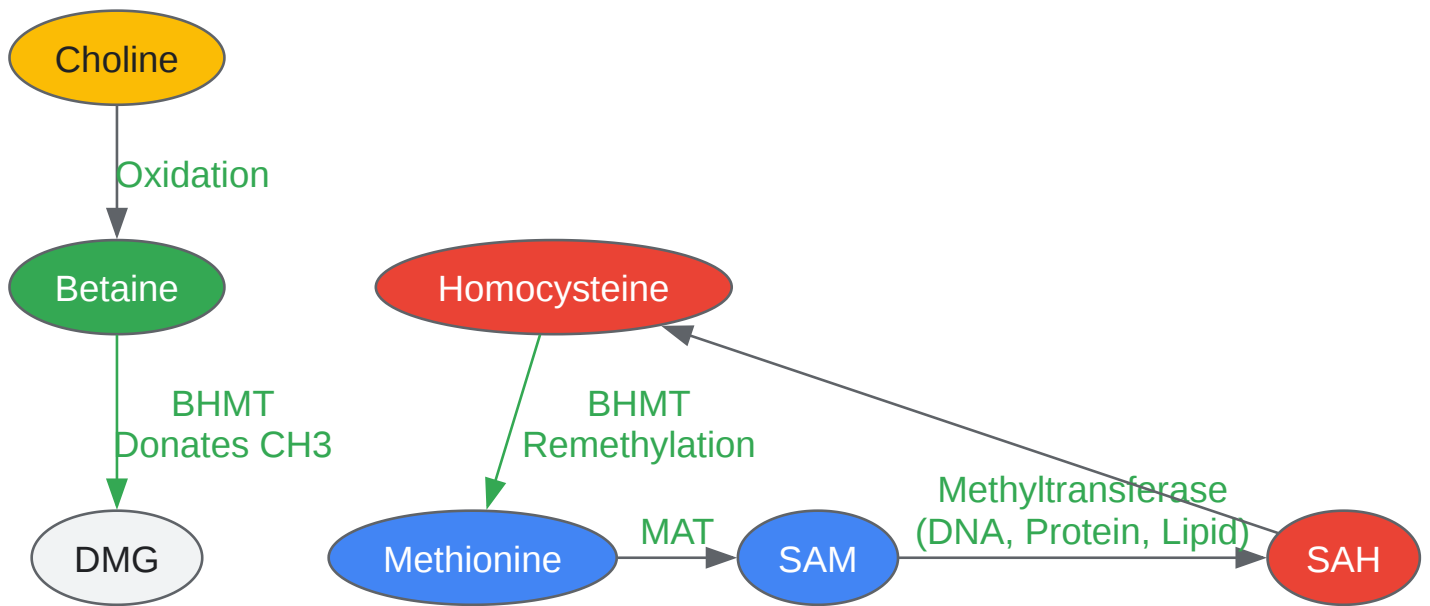 Choline
Oxidation
Betaine
Homocysteine
BHMT
Donates CH3
BHMT
Remethylation
Methyltransferase
(DNA, Protein, Lipid)
MAT
DMG
Methionine
SAM
SAH